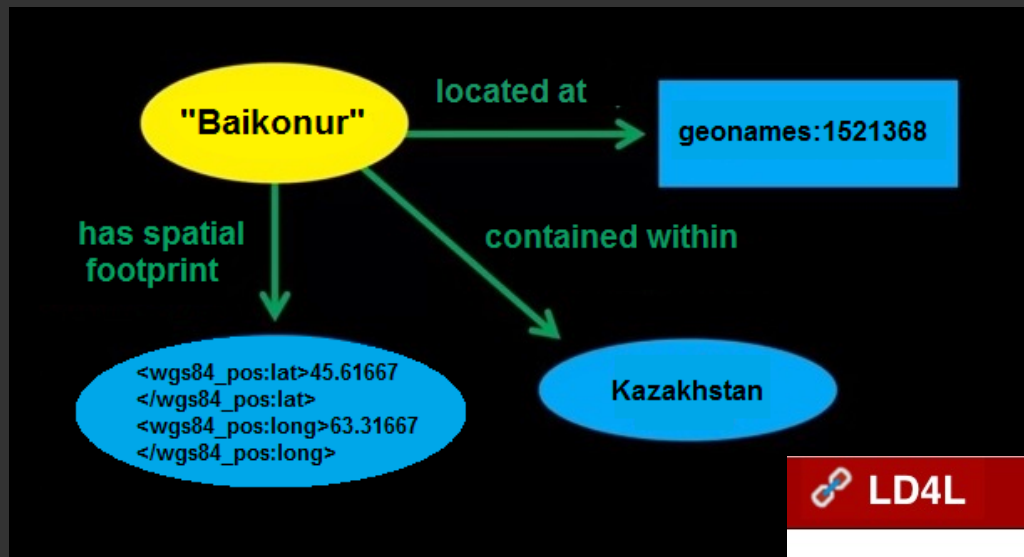 "Baikonur"
located at
geonames:1521368
has spatial
footprint
contained within
<wgs84_pos:lat>45.61667
</wgs84_pos:lat>
<wgs84_pos:long>63.31667
</wgs84_pos:long>
Kazakhstan
LD4L